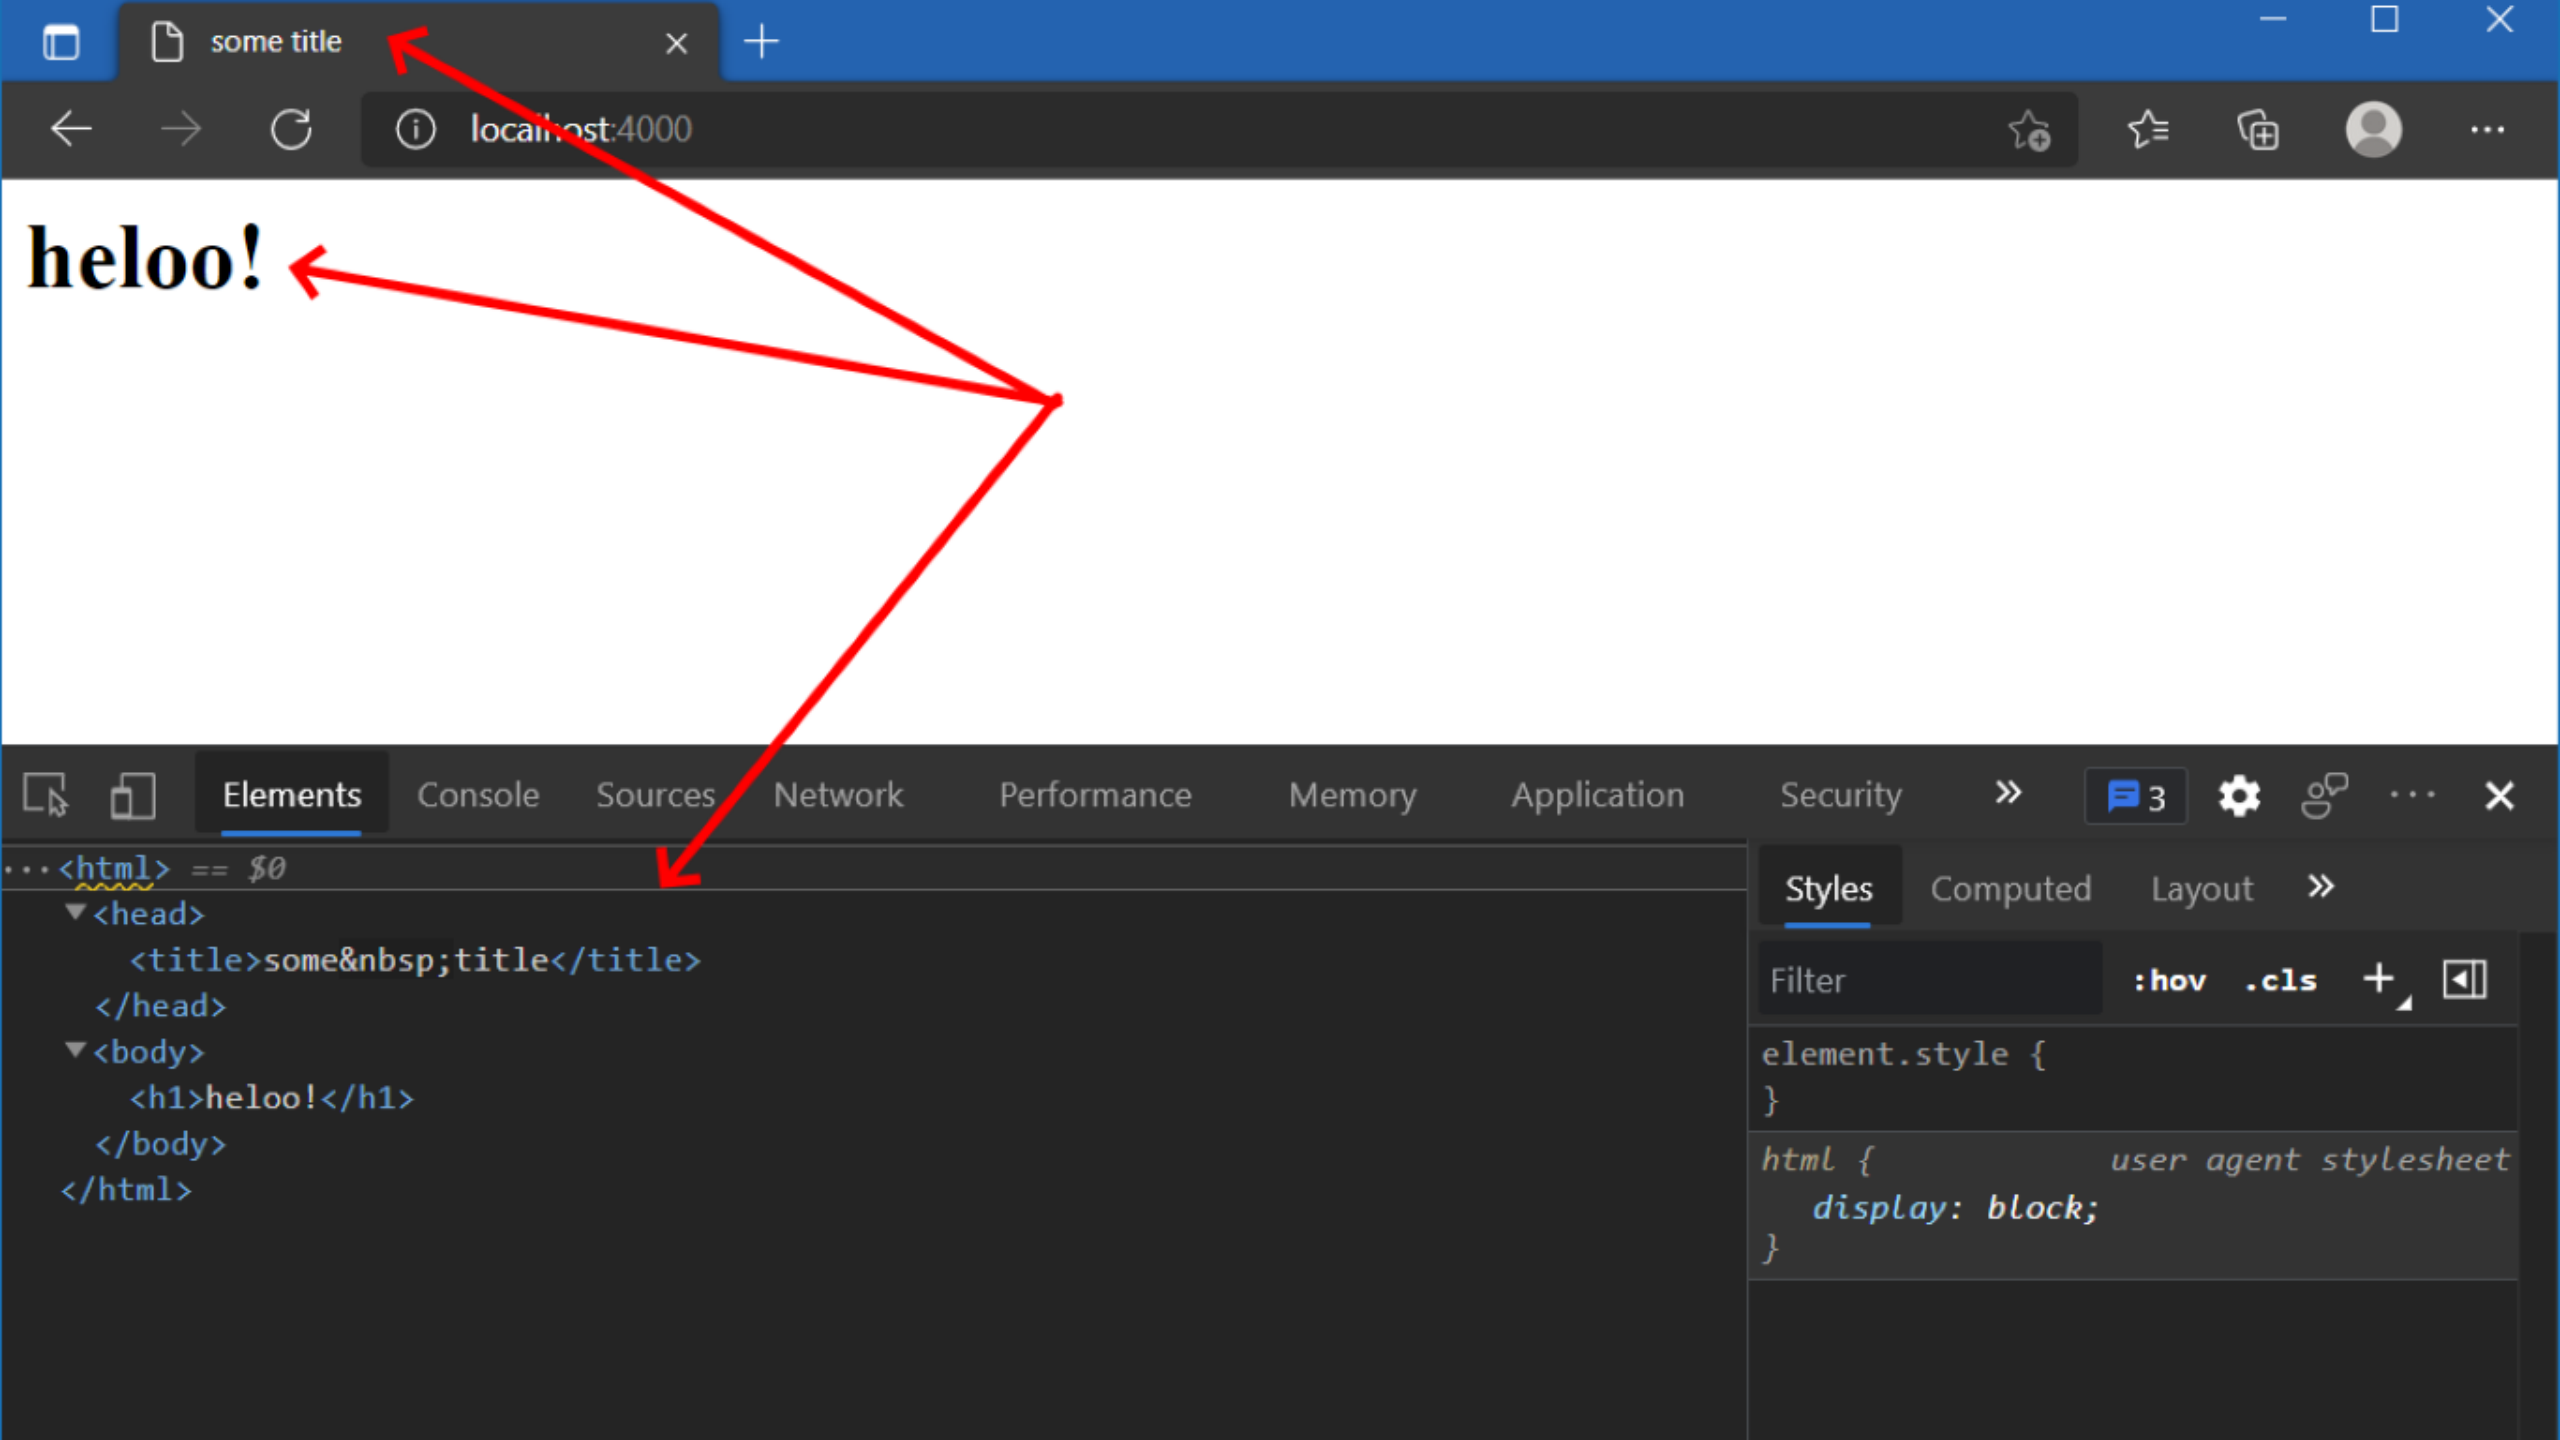 some title
localhost:4000
heloo!
Elements Console Sources Network Performance Memory Application Security 3
<html> == $0
<head>
<title>some&nbsp;title</title>
</head>
<body>
<h1>heloo!</h1>
</body>
</html>
Styles Computed Layout
Filter :hov .cls
element.style {
}
html { user agent stylesheet
display: block;
}